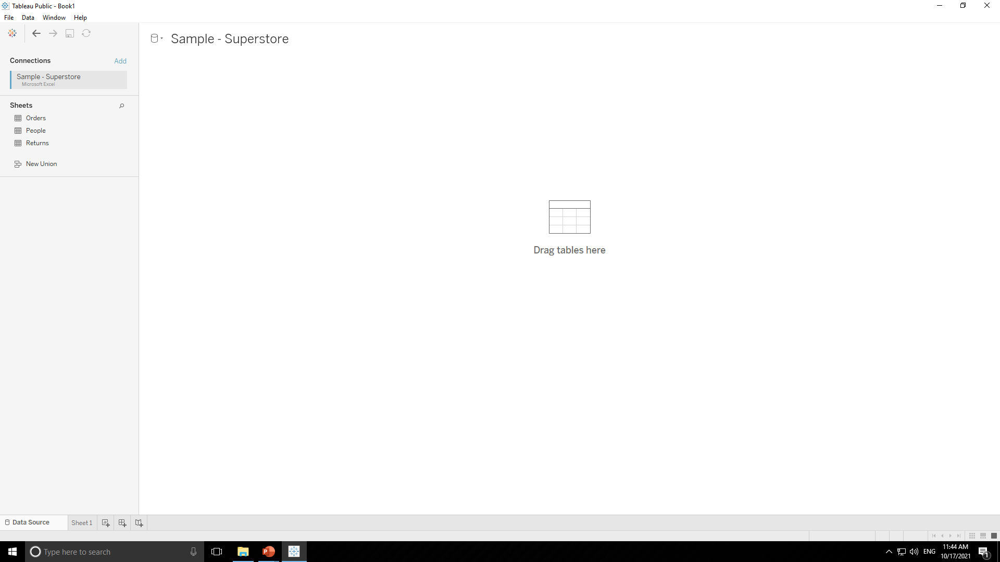 Tableau Public - Book1
File Data Window Help
Sample - Superstore
Connections Add
Sample - Superstore
Microsoft Excel
Sheets
Orders
People
Returns
New Union
Drag tables here
Data Source Sheet 1
Type here to search
ENG
11:44 AM
10/17/2021
1